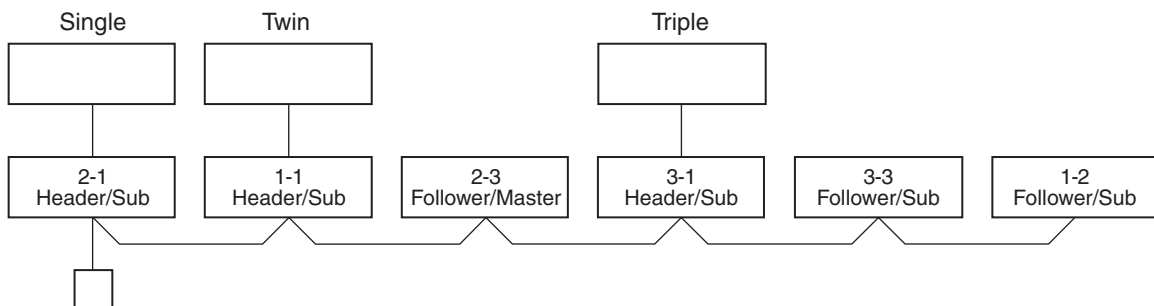 Single
Twin
Triple
2-1
Header/Sub
1-1
Header/Sub
2-3
Follower/Master
3-1
Header/Sub
3-3
Follower/Sub
1-2
Follower/Sub